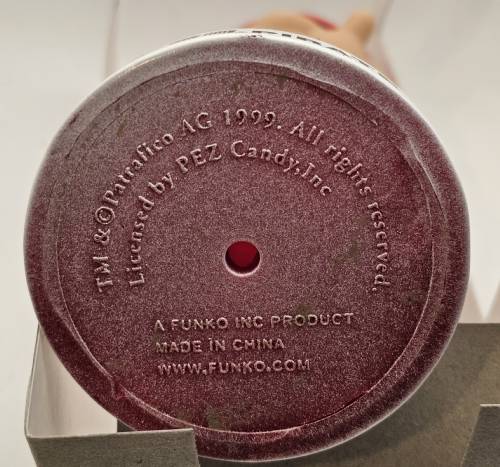 TM & ©Patrafico AG 1999. All rights reserved.
Licensed by PEZ Candy,Inc
A FUNKO INC PRODUCT
MADE IN CHINA
WWW.FUNKO.COM